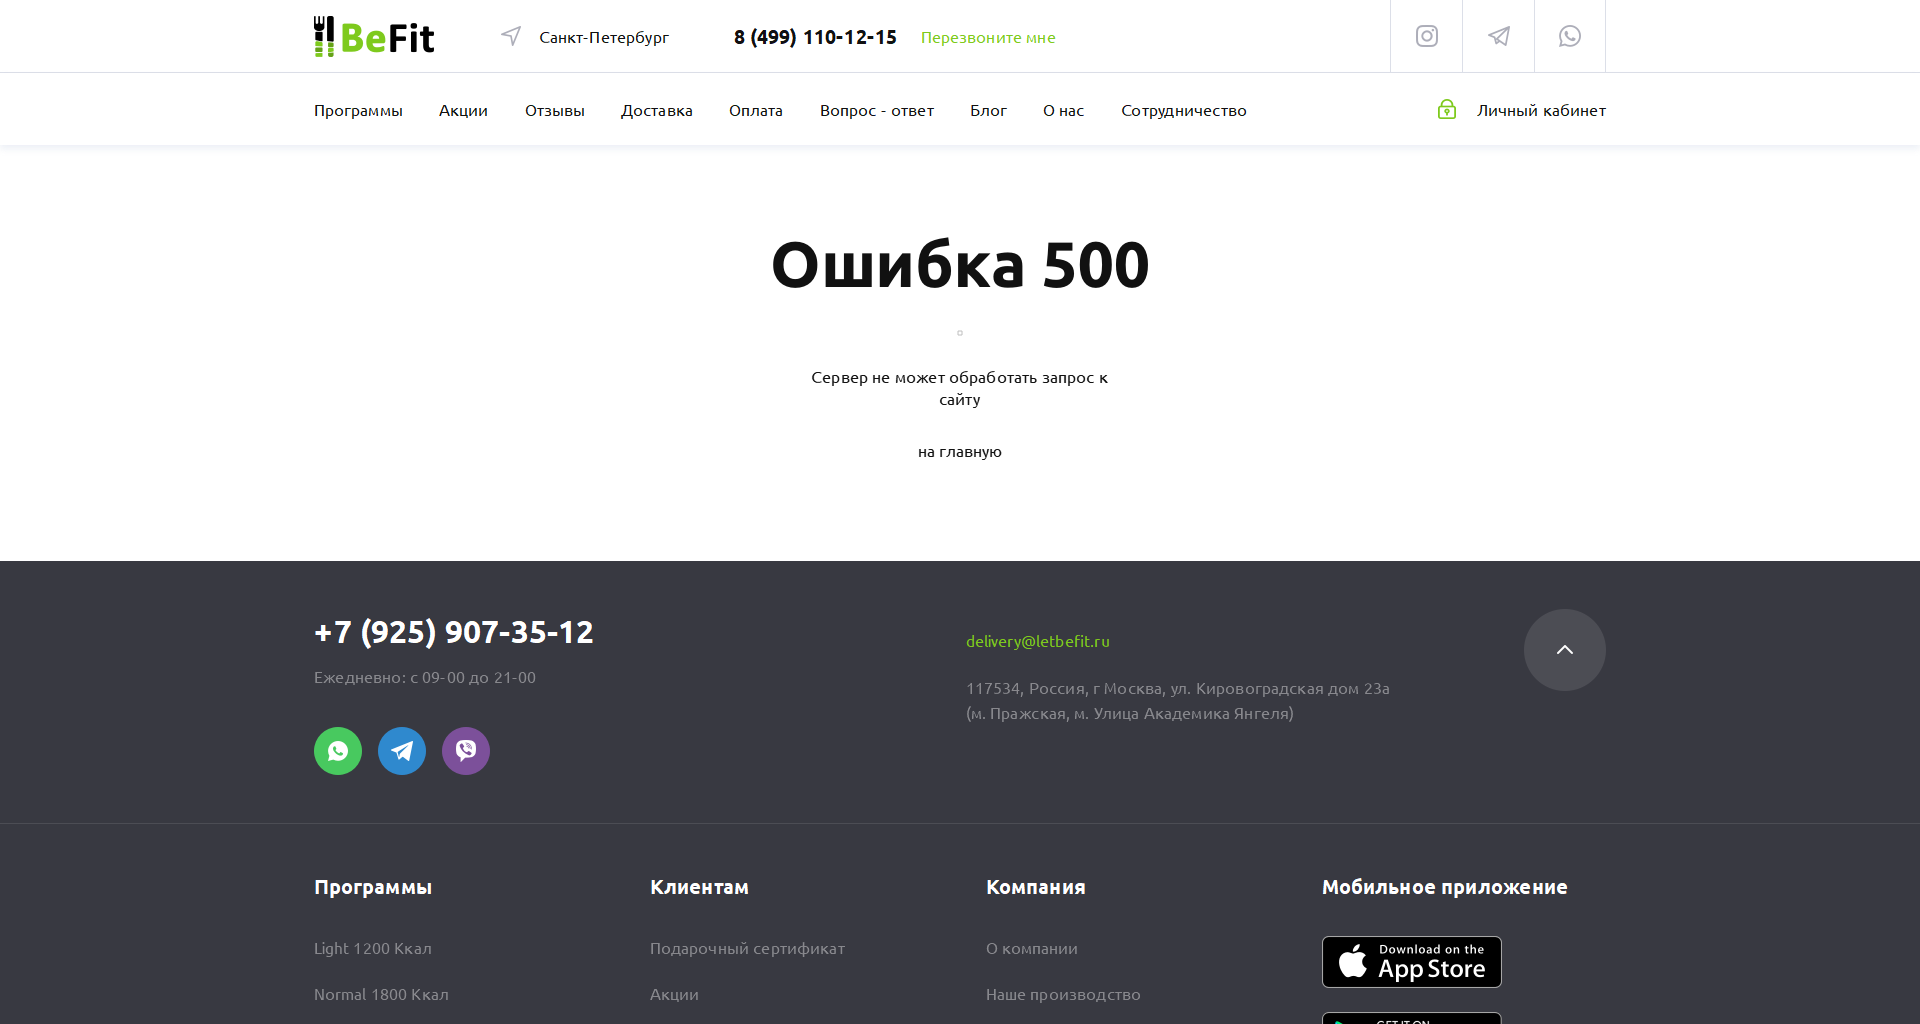 BeFit
Санкт-Петербург
8 (499) 110-12-15
Перезвоните мне
Программы
Акции
Отзывы
Доставка
Оплата
Вопрос - ответ
Блог
О нас
Сотрудничество
Личный кабинет
Ошибка 500
Сервер не может обработать запрос к
сайту
на главную
+7 (925) 907-35-12
Ежедневно: с 09-00 до 21-00
delivery@letbefit.ru
117534, Россия, г Москва, ул. Кировоградская дом 23а
(м. Пражская, м. Улица Академика Янгеля)
Программы
Light 1200 Ккал
Normal 1800 Ккал
Клиентам
Подарочный сертификат
Акции
Компания
О компании
Наше производство
Мобильное приложение
Download on the
App Store
GET IT ON